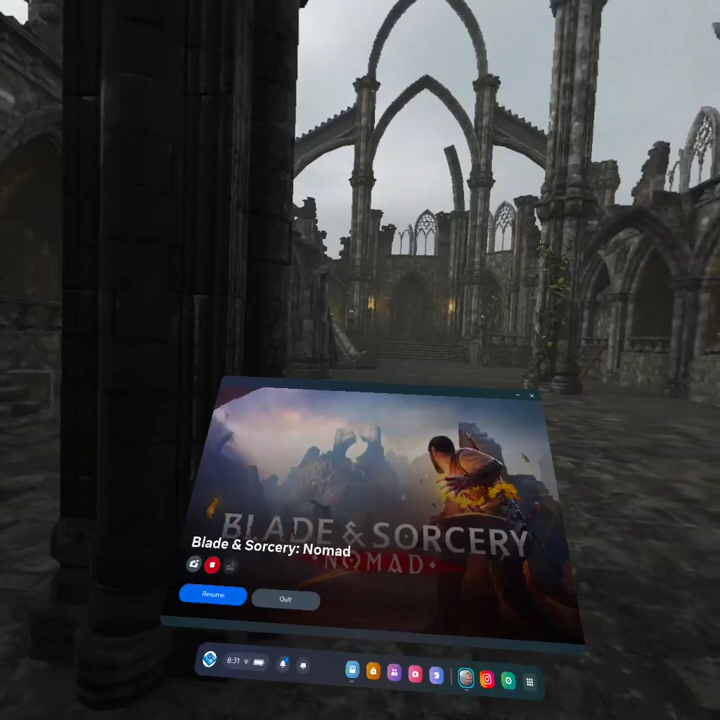 BLADE & SORCERY
Blade & Sorcery: Nomad
• NOMAD •
Resume
Quit
8:31